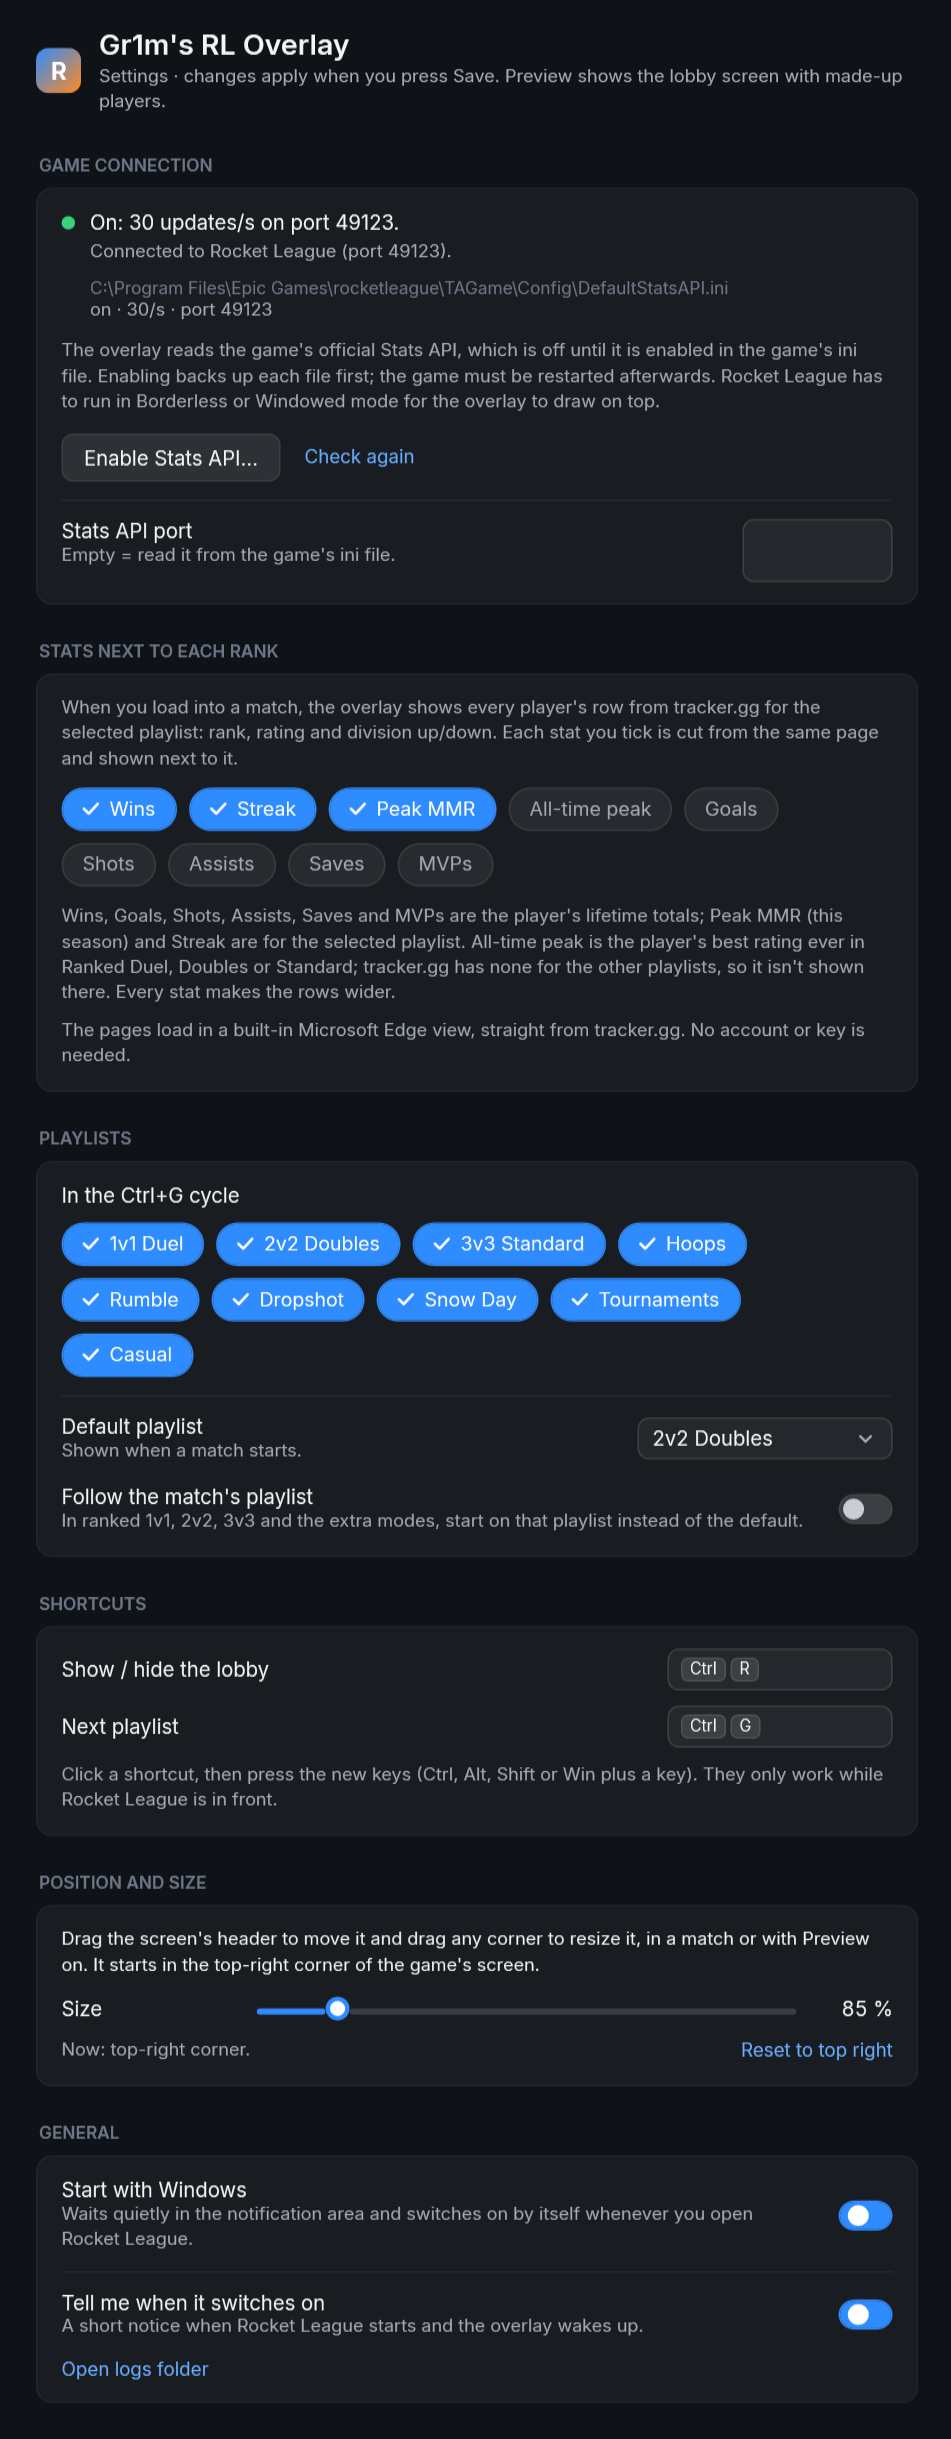 R
Gr1m's RL Overlay
Settings · changes apply when you press Save. Preview shows the lobby screen with made-up
players.
GAME CONNECTION
On: 30 updates/s on port 49123.
Connected to Rocket League (port 49123).
C:\Program Files\Epic Games\rocketleague\TAGame\Config\DefaultStatsAPI.ini
on · 30/s · port 49123
The overlay reads the game's official Stats API, which is off until it is enabled in the game's ini
file. Enabling backs up each file first; the game must be restarted afterwards. Rocket League has
to run in Borderless or Windowed mode for the overlay to draw on top.
Enable Stats API... Check again
Stats API port
Empty = read it from the game's ini file.
STATS NEXT TO EACH RANK
When you load into a match, the overlay shows every player's row from tracker.gg for the
selected playlist: rank, rating and division up/down. Each stat you tick is cut from the same page
and shown next to it.
Wins Streak Peak MMR All-time peak Goals
Shots Assists Saves MVPs
Wins, Goals, Shots, Assists, Saves and MVPs are the player's lifetime totals; Peak MMR (this
season) and Streak are for the selected playlist. All-time peak is the player's best rating ever in
Ranked Duel, Doubles or Standard; tracker.gg has none for the other playlists, so it isn't shown
there. Every stat makes the rows wider.
The pages load in a built-in Microsoft Edge view, straight from tracker.gg. No account or key is
needed.
PLAYLISTS
In the Ctrl+G cycle
1v1 Duel 2v2 Doubles 3v3 Standard Hoops
Rumble Dropshot Snow Day Tournaments
Casual
Default playlist
Shown when a match starts.
2v2 Doubles
Follow the match's playlist
In ranked 1v1, 2v2, 3v3 and the extra modes, start on that playlist instead of the default.
SHORTCUTS
Show / hide the lobby Ctrl R
Next playlist Ctrl G
Click a shortcut, then press the new keys (Ctrl, Alt, Shift or Win plus a key). They only work while
Rocket League is in front.
POSITION AND SIZE
Drag the screen's header to move it and drag any corner to resize it, in a match or with Preview
on. It starts in the top-right corner of the game's screen.
Size 85 %
Now: top-right corner. Reset to top right
GENERAL
Start with Windows
Waits quietly in the notification area and switches on by itself whenever you open
Rocket League.
Tell me when it switches on
A short notice when Rocket League starts and the overlay wakes up.
Open logs folder